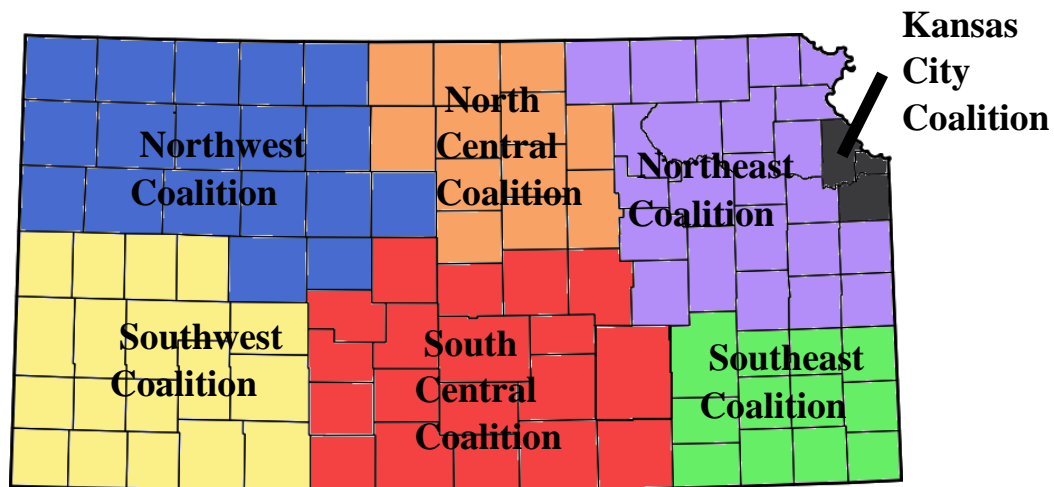 Kansas
City
Coalition
Northwest
Coalition
North
Central
Coalition
Northeast
Coalition
Southwest
Coalition
South
Central
Coalition
Southeast
Coalition